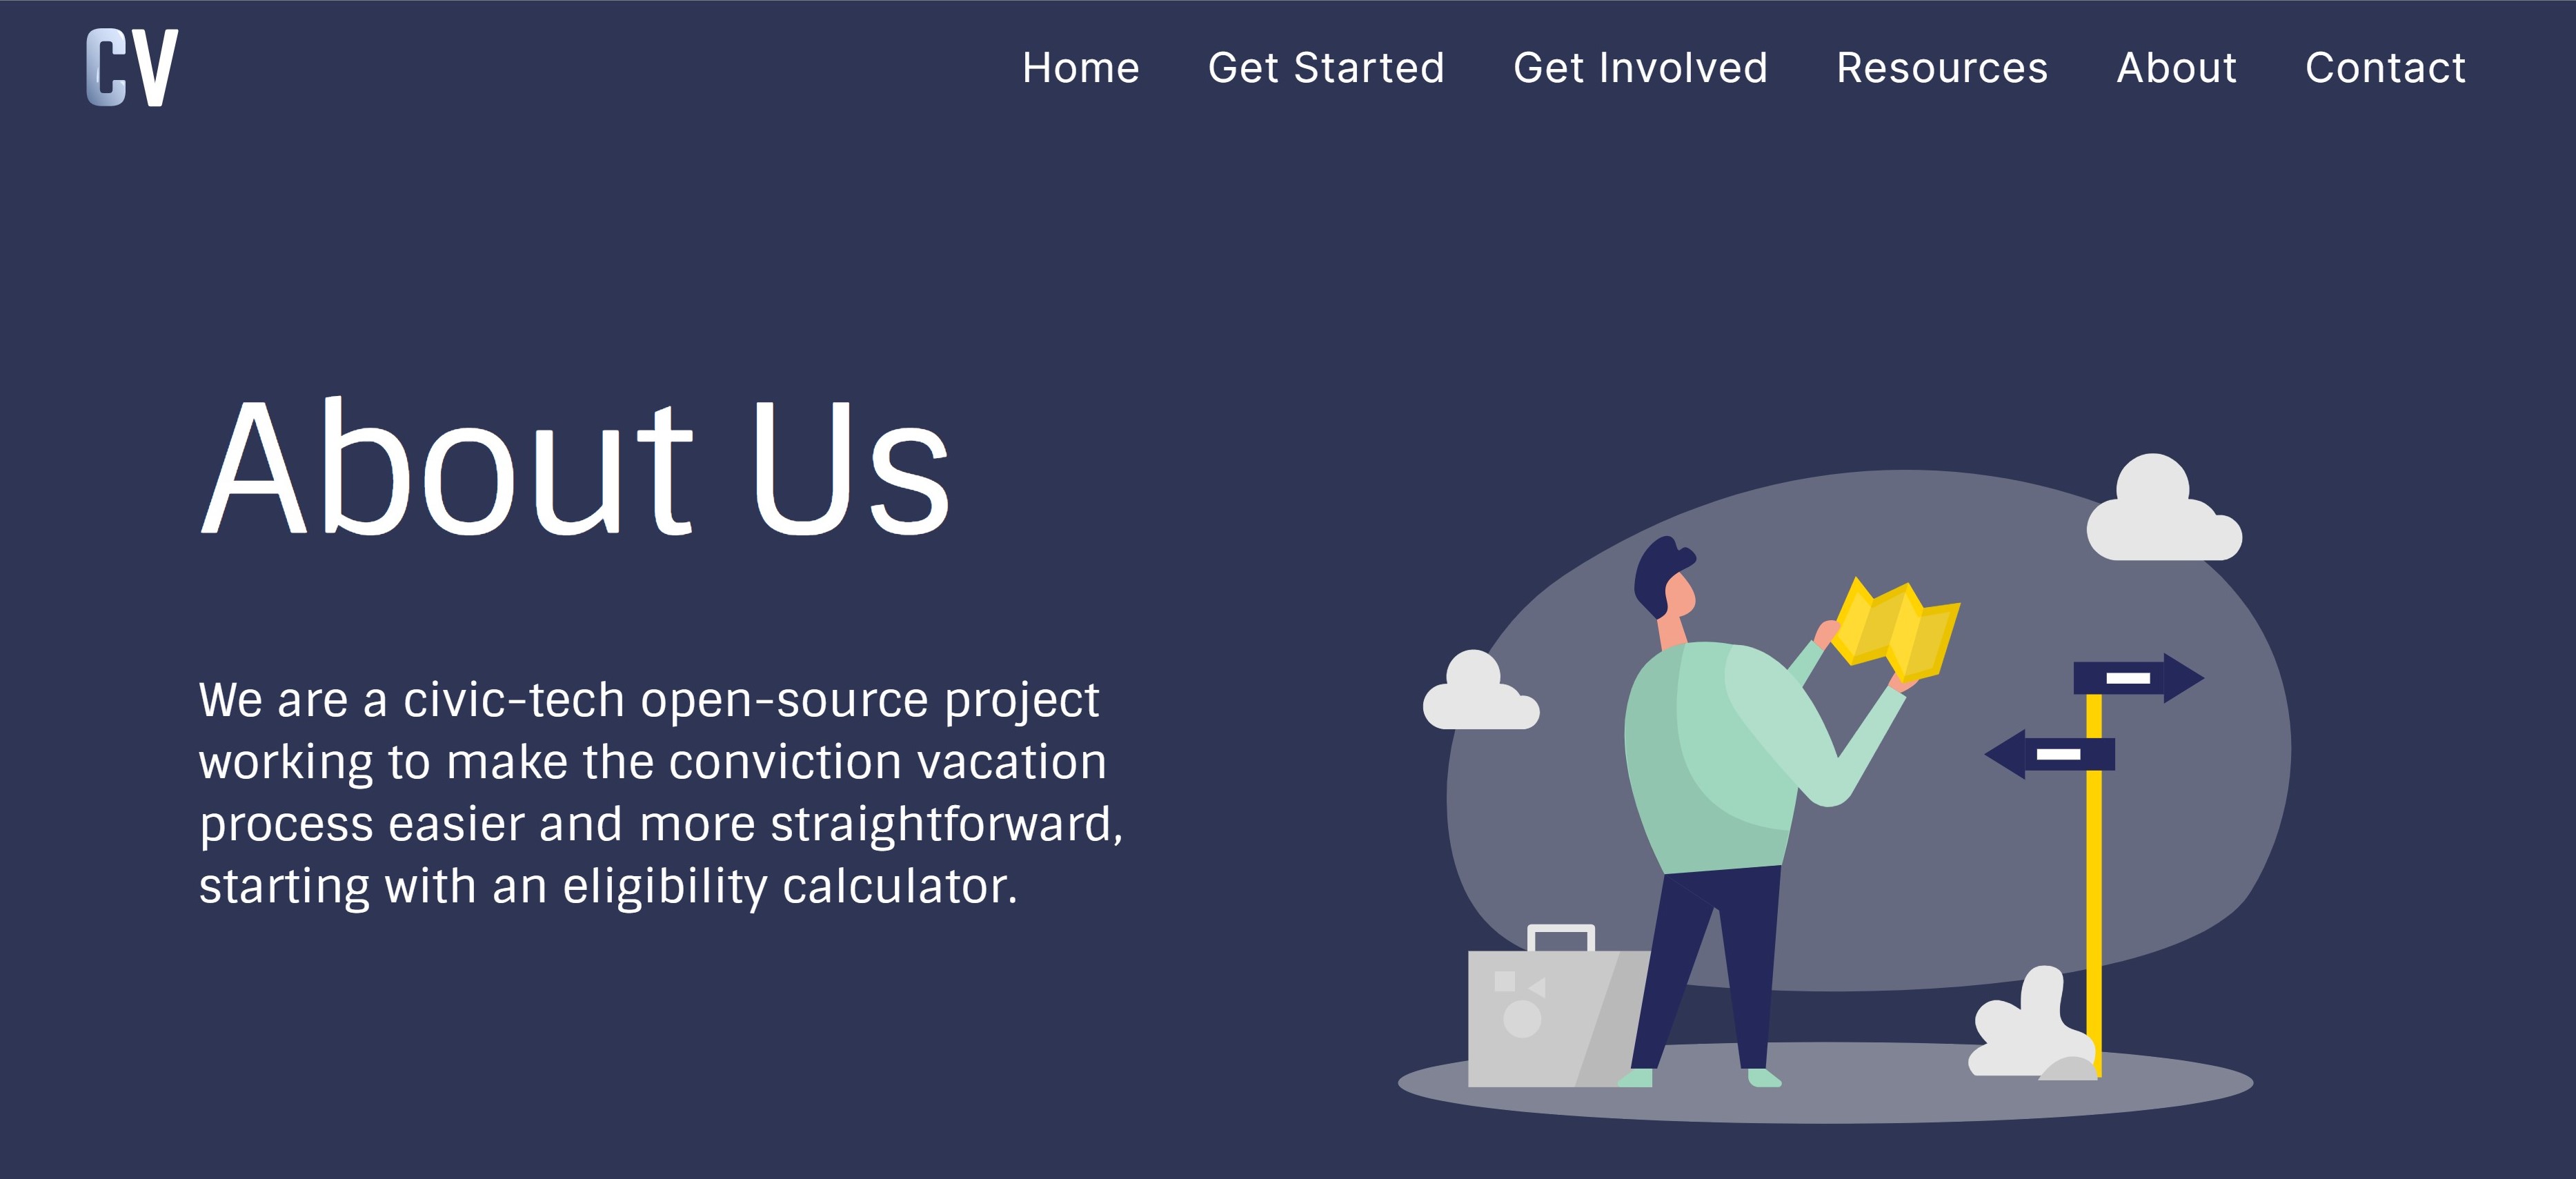 CV
Home Get Started Get Involved Resources About Contact
About Us
We are a civic-tech open-source project
working to make the conviction vacation
process easier and more straightforward,
starting with an eligibility calculator.